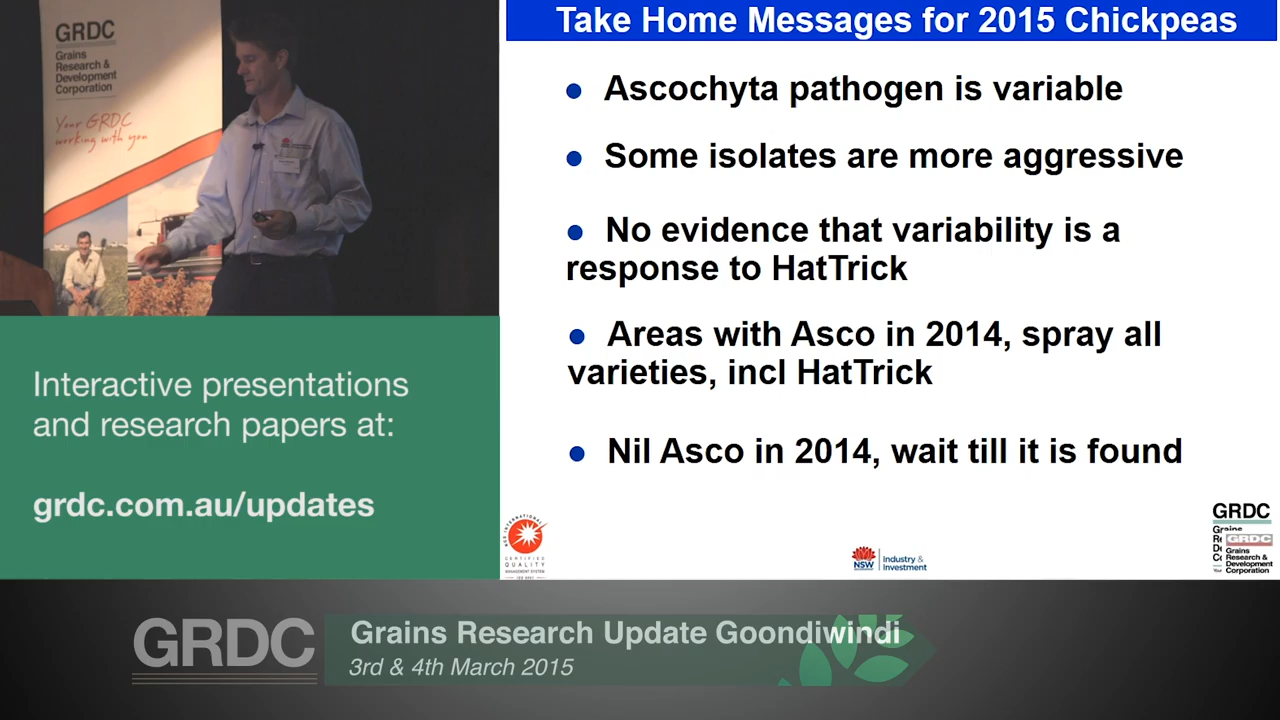 GRDC
Grains
Research &
Development
Corporation
Your GRDC
working with you
Take Home Messages for 2015 Chickpeas
● Ascochyta pathogen is variable
● Some isolates are more aggressive
● No evidence that variability is a
response to HatTrick
● Areas with Asco in 2014, spray all
varieties, incl HatTrick
● Nil Asco in 2014, wait till it is found
Interactive presentations
and research papers at:
grdc.com.au/updates
CERTIFIED
QUALITY
NSW
Industry &
Investment
GRDC
Grains
GRDC
Grains
Research &
Development
Corporation
GRDC
Grains Research Update Goondiwindi
3rd & 4th March 2015